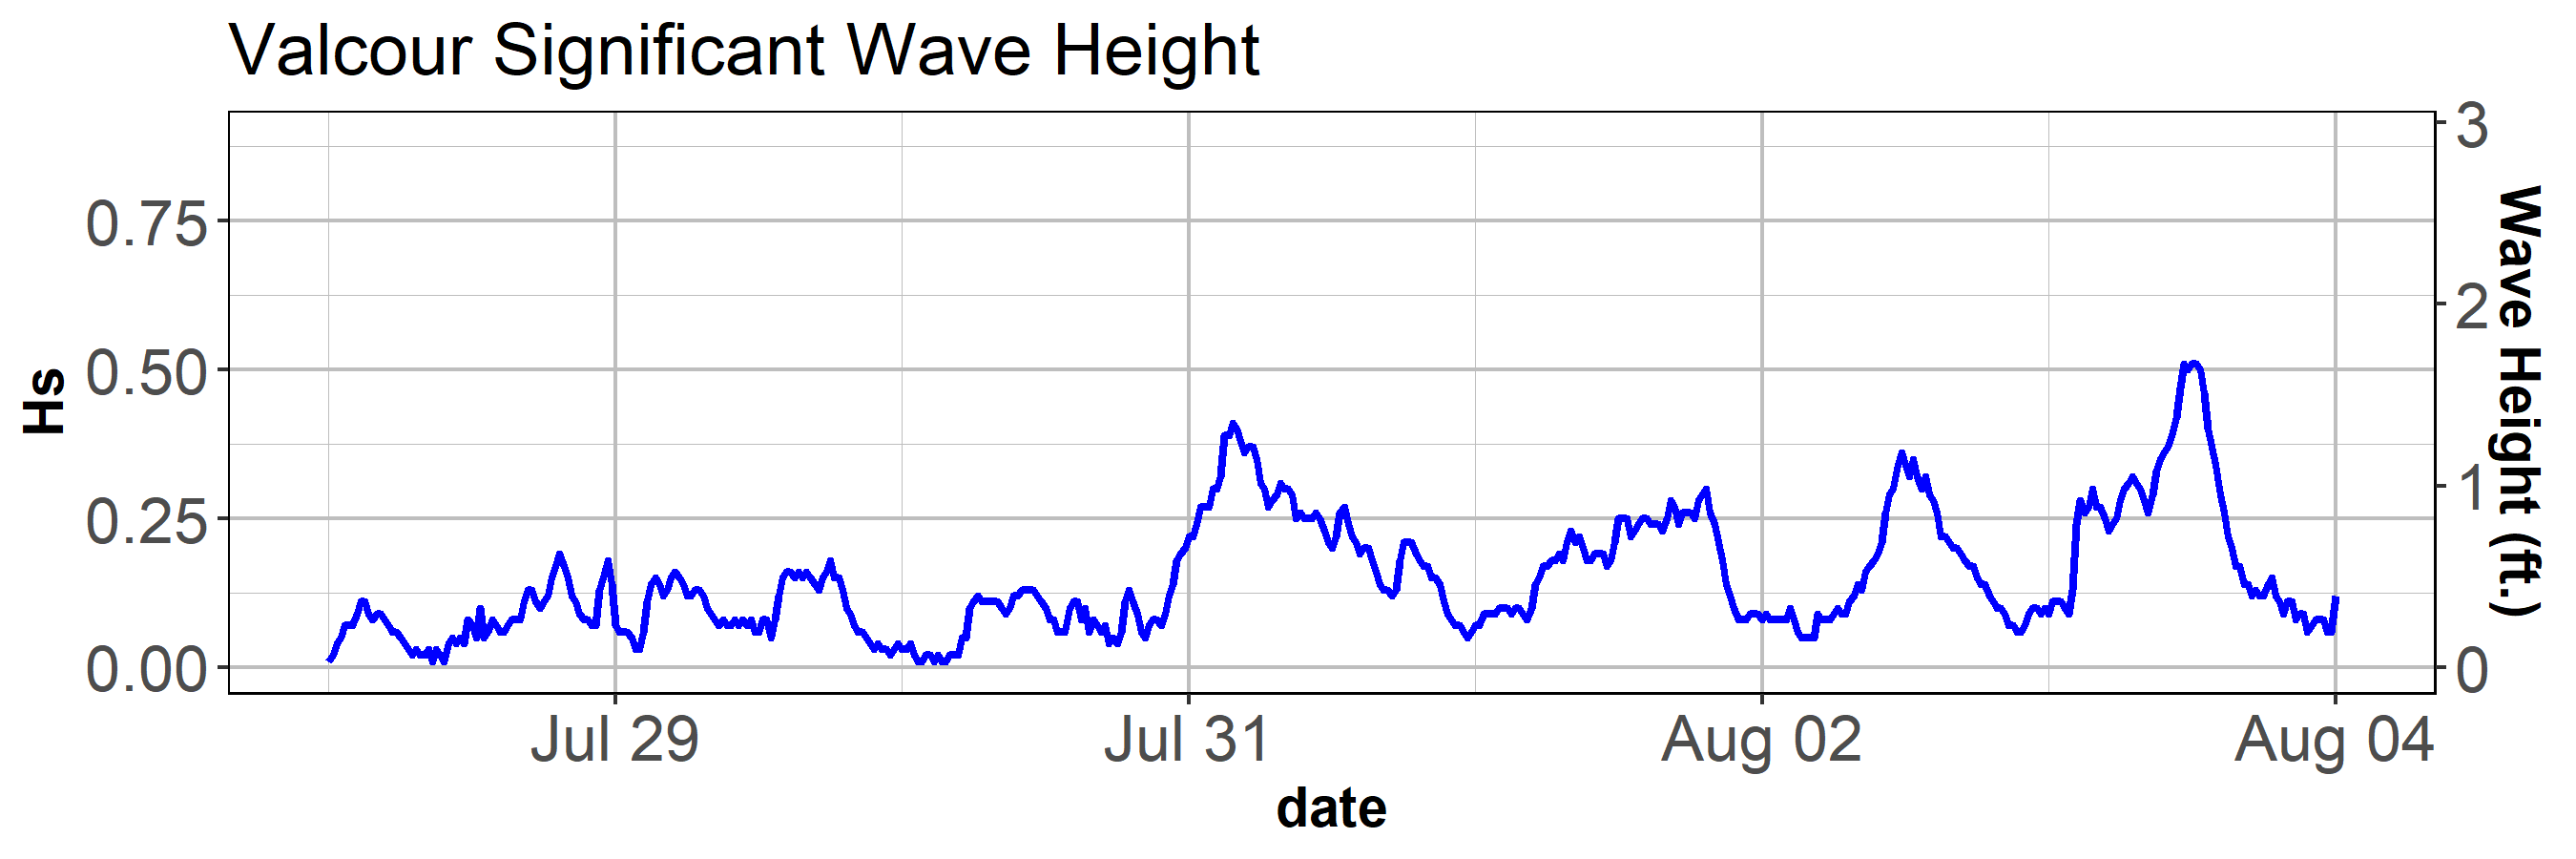 Valcour Significant Wave Height
Hs
0.75
0.50
0.25
0.00
3
2
1
0
Wave Height (ft.)
Jul 29
Jul 31
Aug 02
Aug 04
date